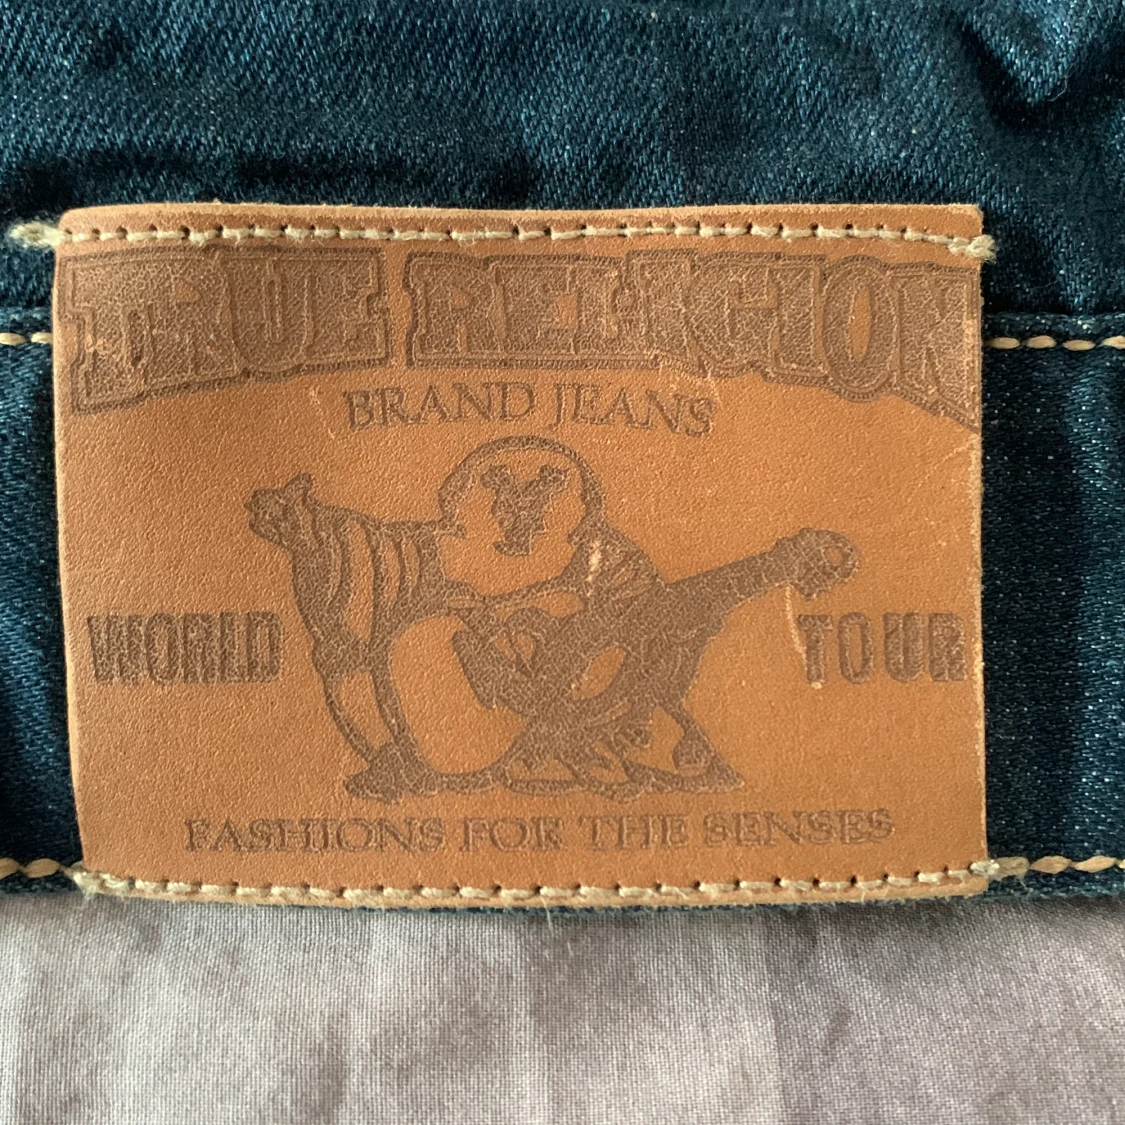 TRUE RELIGION
BRAND JEANS
WORLD TOUR
FASHIONS FOR THE SENSES